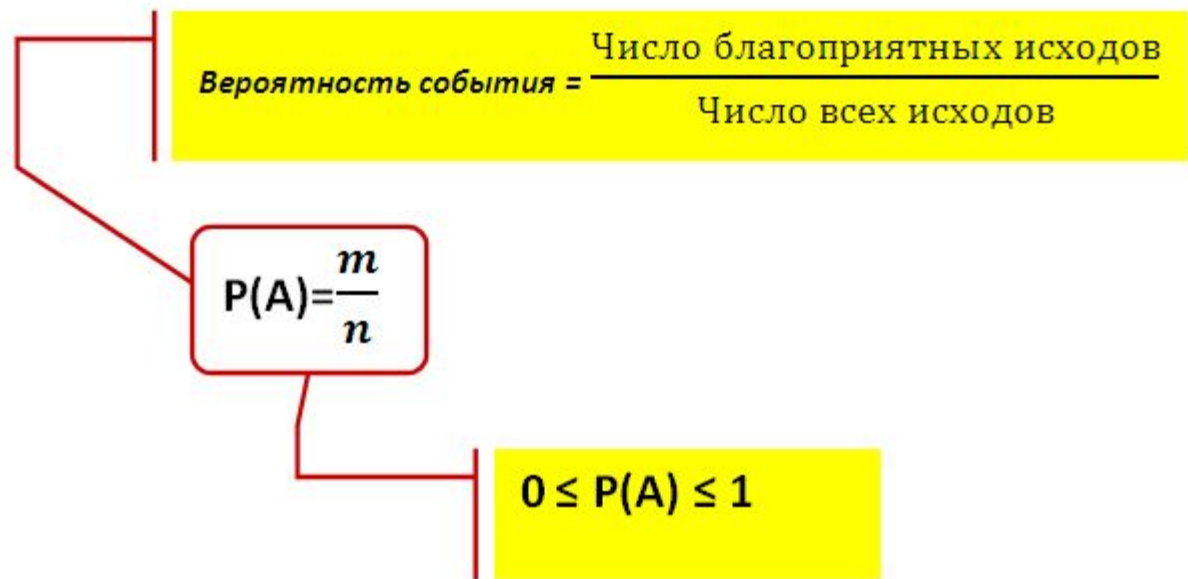 Вероятность события = Число благоприятных исходов
Число всех исходов
P(A)=m
n
0 ≤ P(A) ≤ 1